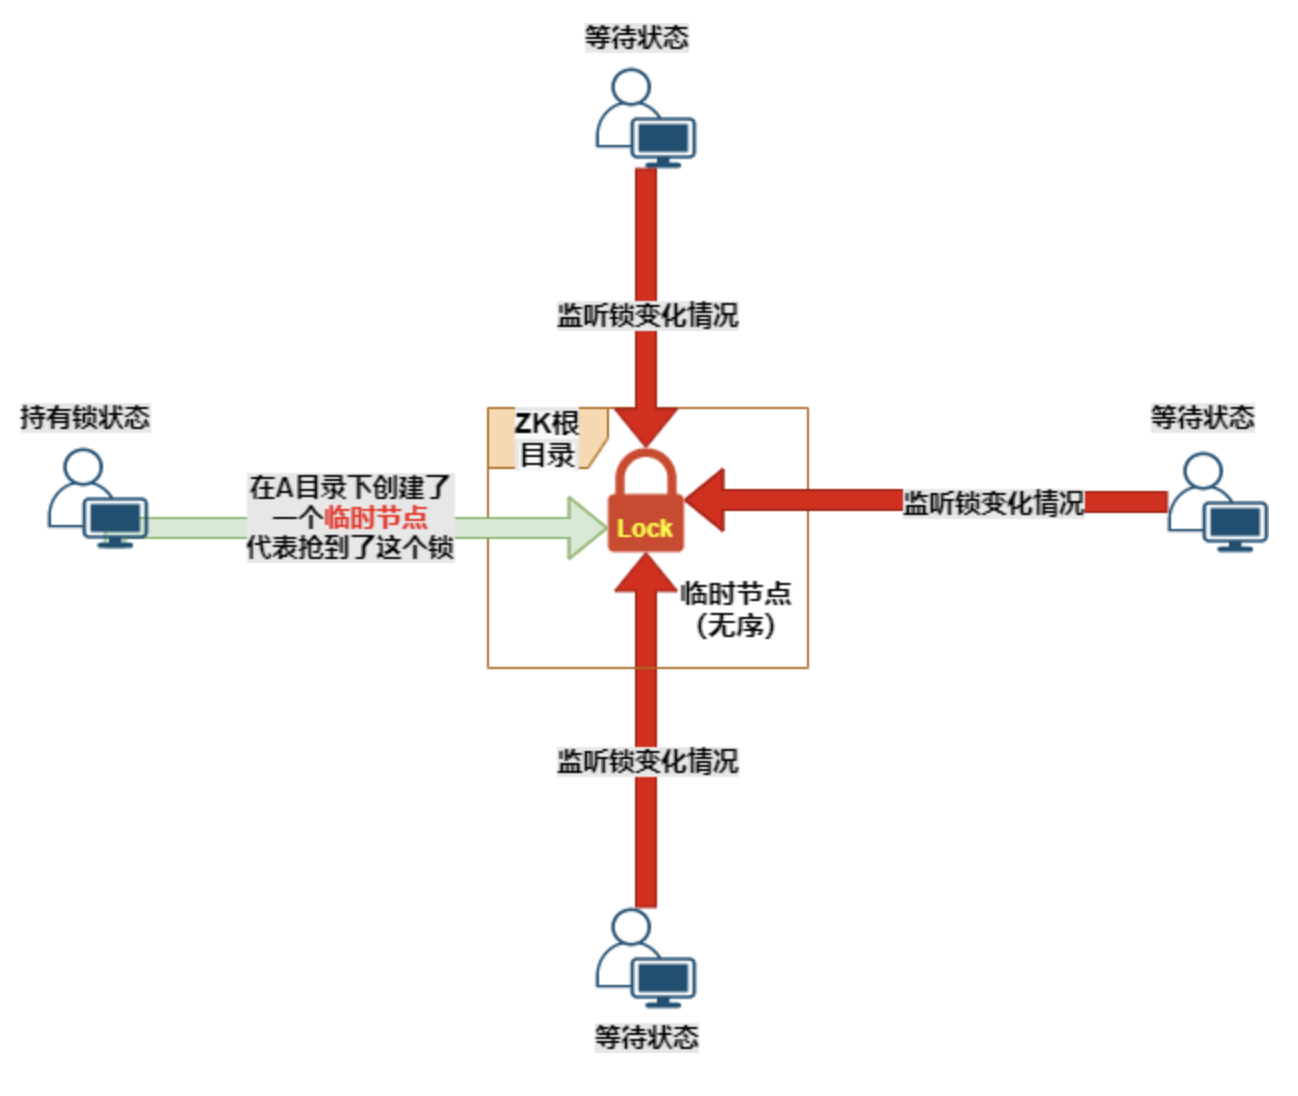 等待状态
监听锁变化情况
持有锁状态
在A目录下创建了
一个临时节点
代表抢到了这个锁
ZK根
目录
Lock
等待状态
监听锁变化情况
临时节点
(无序)
监听锁变化情况
等待状态